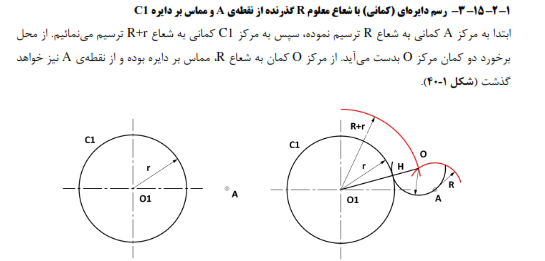 ۱-۲-۱۵-۳- رسم دایره‌ای (کمانی) با شعاع معلوم R گذرنده از نقطه‌ی A و مماس بر دایره C1
ابتدا به مرکز A کمانی به شعاع R ترسیم نموده، سپس به مرکز C1 کمانی به شعاع R+r ترسیم می‌نمائیم. از محل
برخورد دو کمان مرکز O بدست می‌آید. از مرکز O کمان به شعاع R، مماس بر دایره بوده و از نقطه‌ی A نیز خواهد
گذشت (شکل ۱-۴۰).
C1
r
O1
A
C1
R+r
r
H
O
R
A
O1